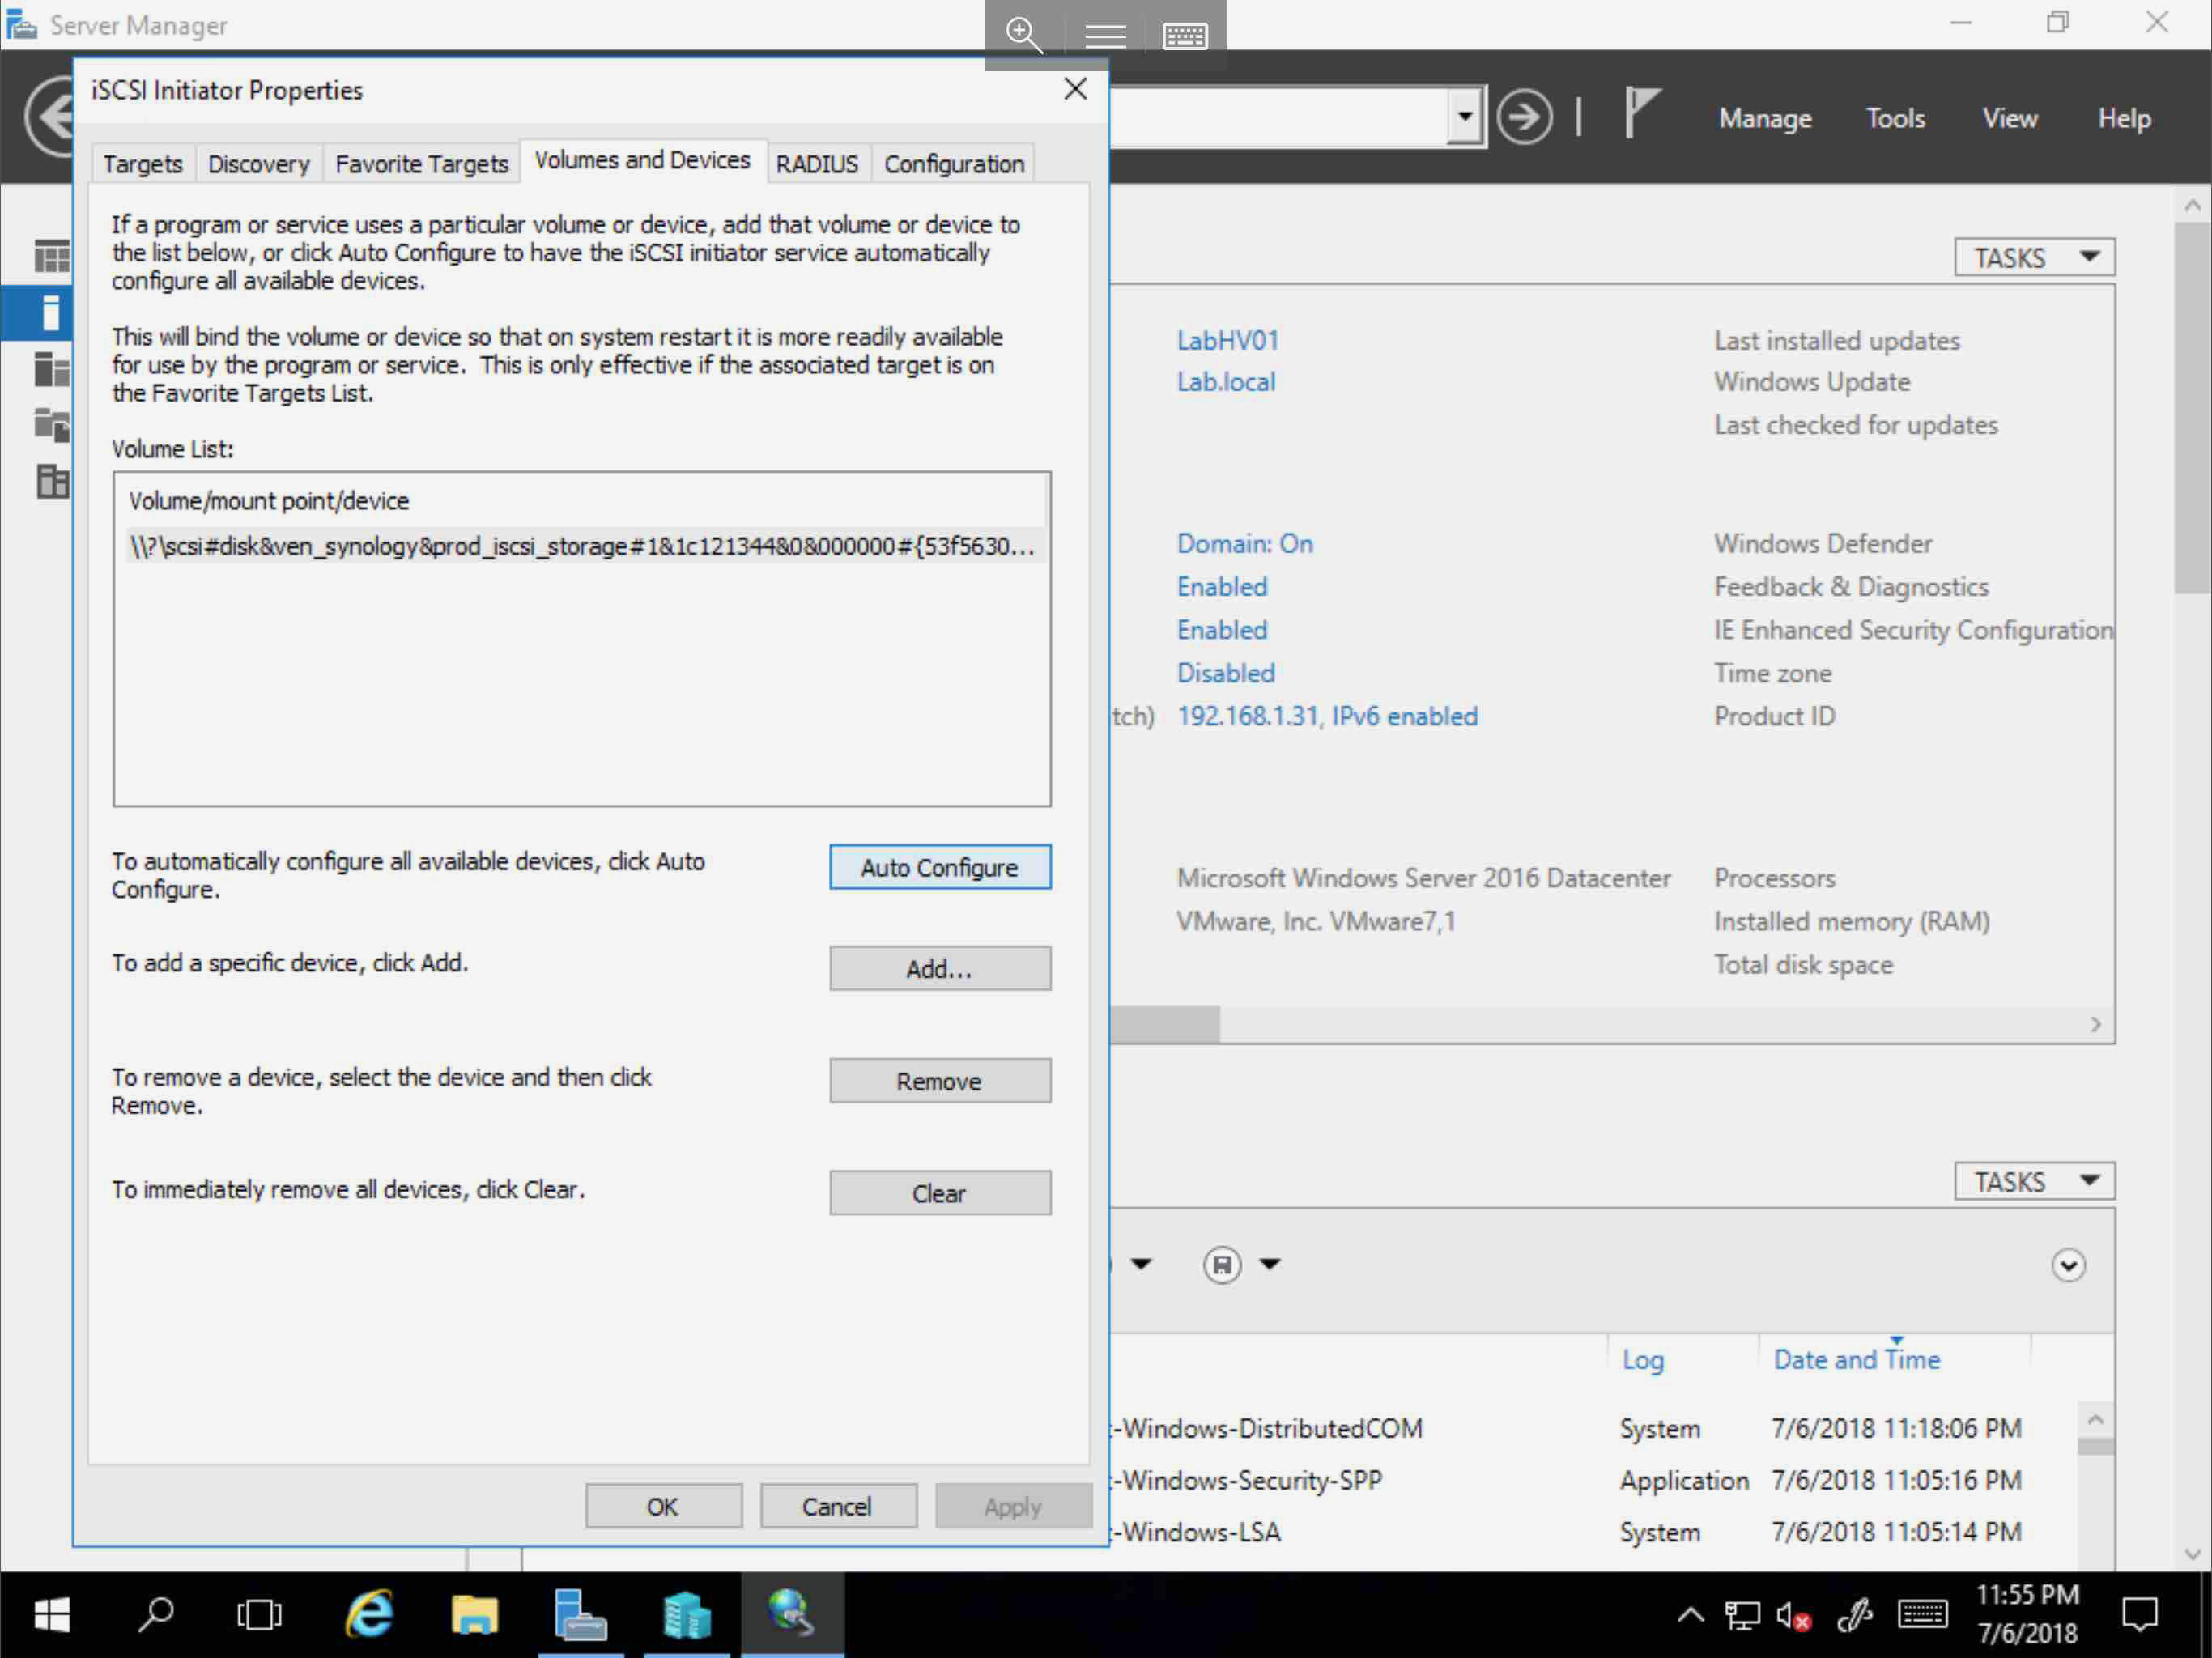 Server Manager
iSCSI Initiator Properties
Manage Tools View Help
Targets Discovery Favorite Targets Volumes and Devices RADIUS Configuration
If a program or service uses a particular volume or device, add that volume or device to
the list below, or click Auto Configure to have the iSCSI initiator service automatically
configure all available devices.
This will bind the volume or device so that on system restart it is more readily available
for use by the program or service.  This is only effective if the associated target is on
the Favorite Targets List.
Volume List:
Volume/mount point/device
\\?\scsi#disk&ven_synology&prod_iscsi_storage#1&1c121344&0&000000#{53f5630...
To automatically configure all available devices, click Auto
Configure.
Auto Configure
To add a specific device, click Add.
Add...
To remove a device, select the device and then click
Remove.
Remove
To immediately remove all devices, click Clear.
Clear
OK Cancel Apply
TASKS
LabHV01 Last installed updates
Lab.local Windows Update
Last checked for updates
Domain: On Windows Defender
Enabled Feedback & Diagnostics
Enabled IE Enhanced Security Configuration
Disabled Time zone
tch) 192.168.1.31, IPv6 enabled Product ID
Microsoft Windows Server 2016 Datacenter Processors
VMware, Inc. VMware7,1 Installed memory (RAM)
Total disk space
TASKS
Log Date and Time
-Windows-DistributedCOM System 7/6/2018 11:18:06 PM
-Windows-Security-SPP Application 7/6/2018 11:05:16 PM
-Windows-LSA System 7/6/2018 11:05:14 PM
11:55 PM
7/6/2018